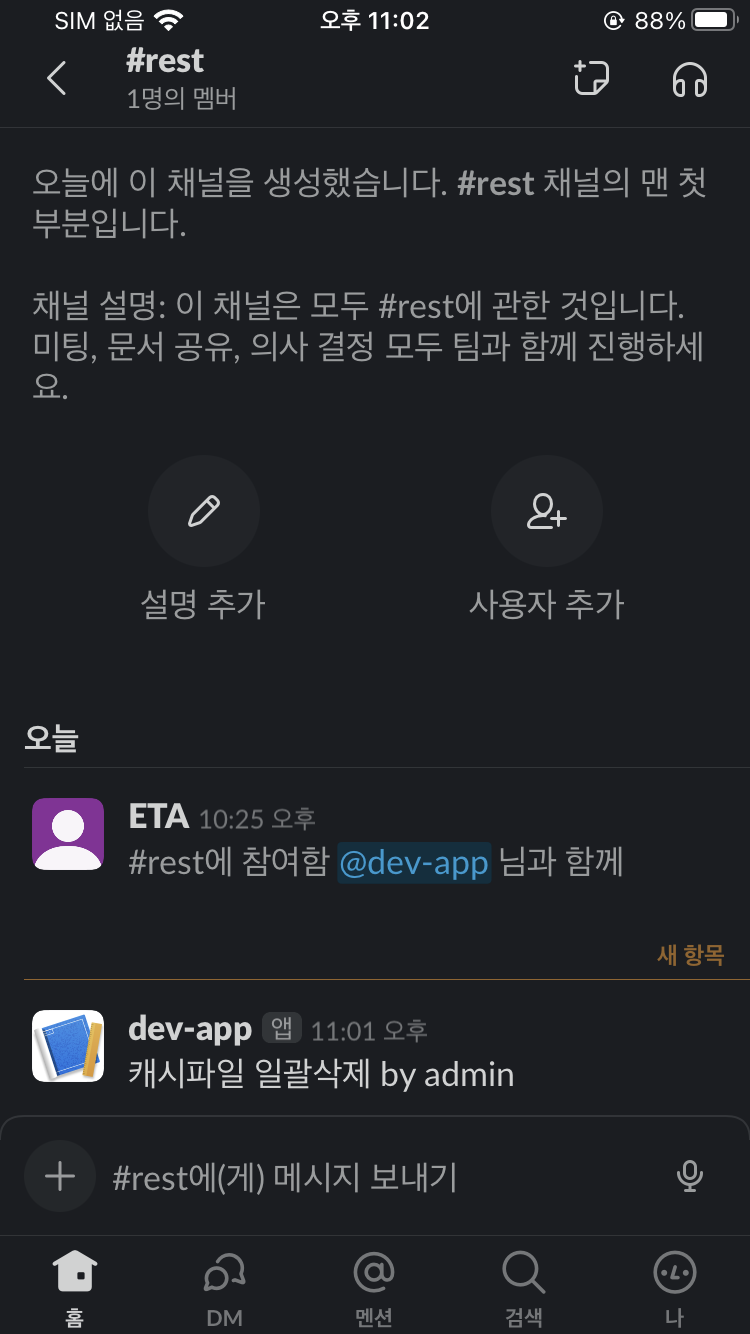 SIM 없음 오후 11:02 88%
#rest
1명의 멤버
오늘에 이 채널을 생성했습니다. #rest 채널의 맨 첫
부분입니다.
채널 설명: 이 채널은 모두 #rest에 관한 것입니다.
미팅, 문서 공유, 의사 결정 모두 팀과 함께 진행하세
요.
설명 추가 사용자 추가
오늘
ETA 10:25 오후
#rest에 참여함 @dev-app 님과 함께
새 항목
dev-app 앱 11:01 오후
캐시파일 일괄삭제 by admin
#rest에(게) 메시지 보내기
홈 DM 멘션 검색 나